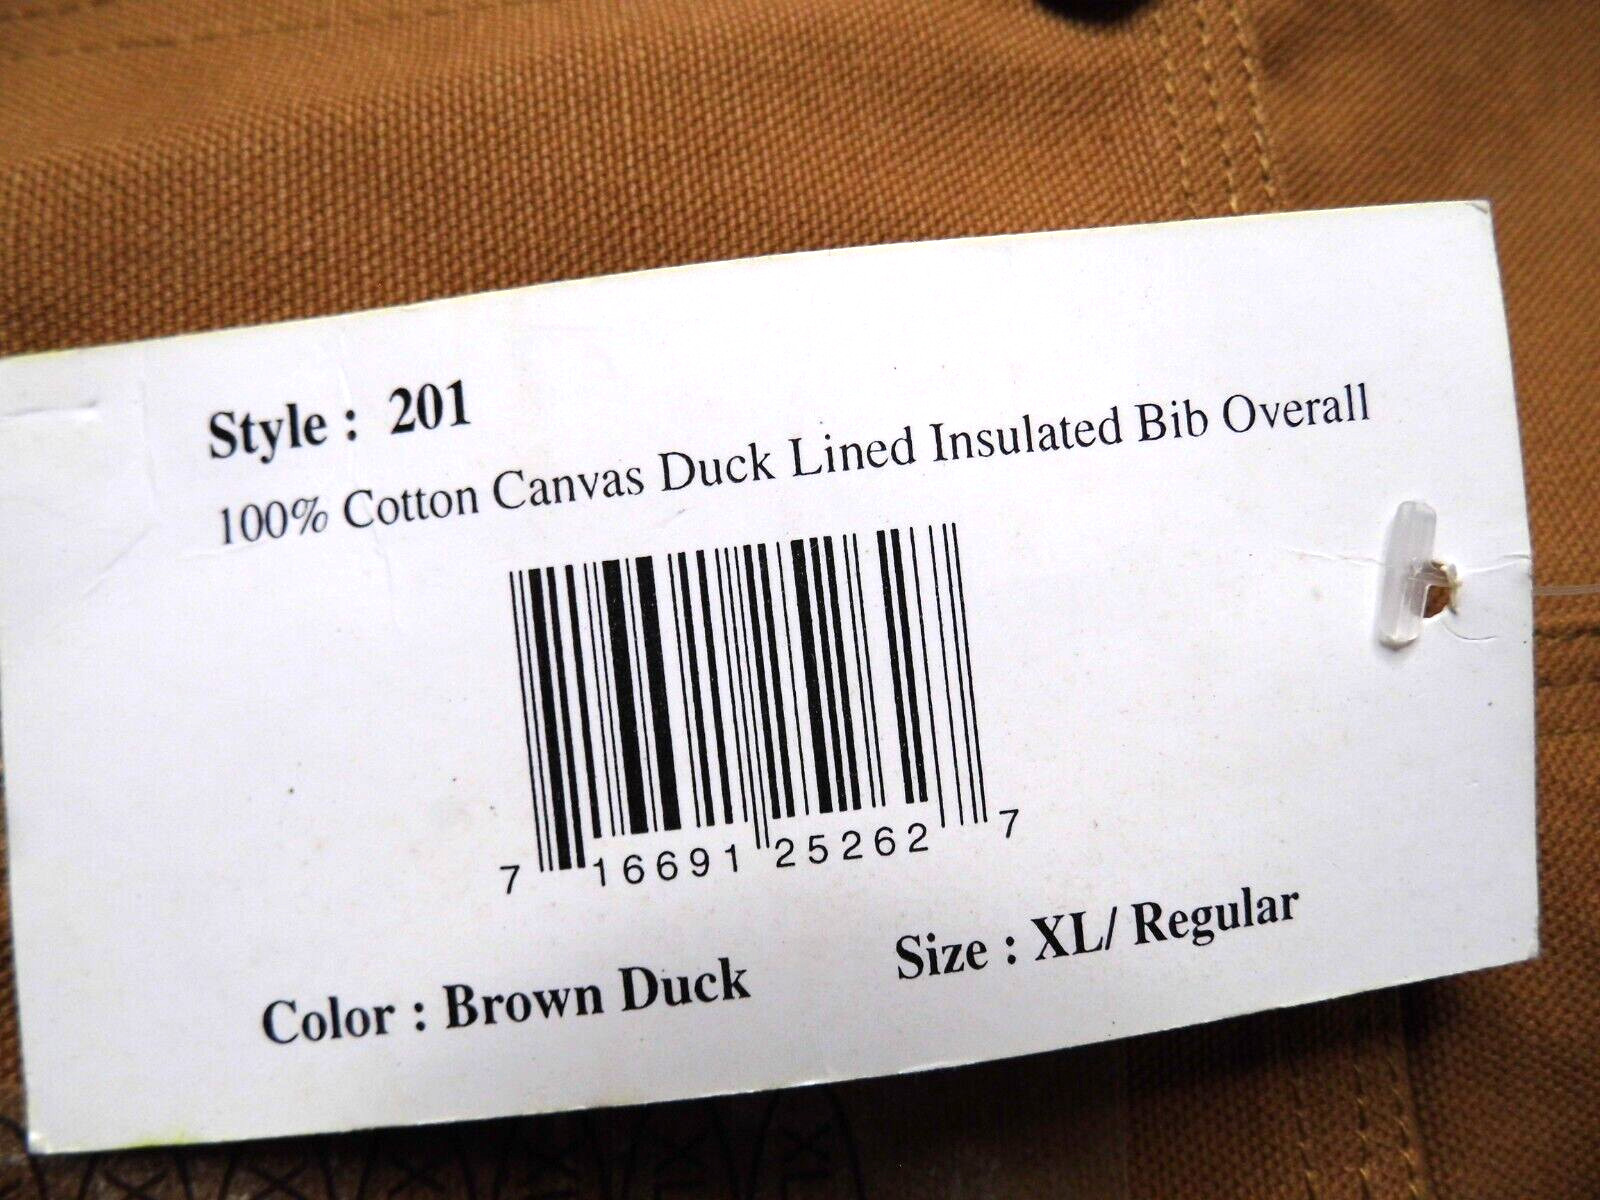 Style : 201
100% Cotton Canvas Duck Lined Insulated Bib Overall
7 16691 25262 7
Color : Brown Duck
Size : XL/ Regular